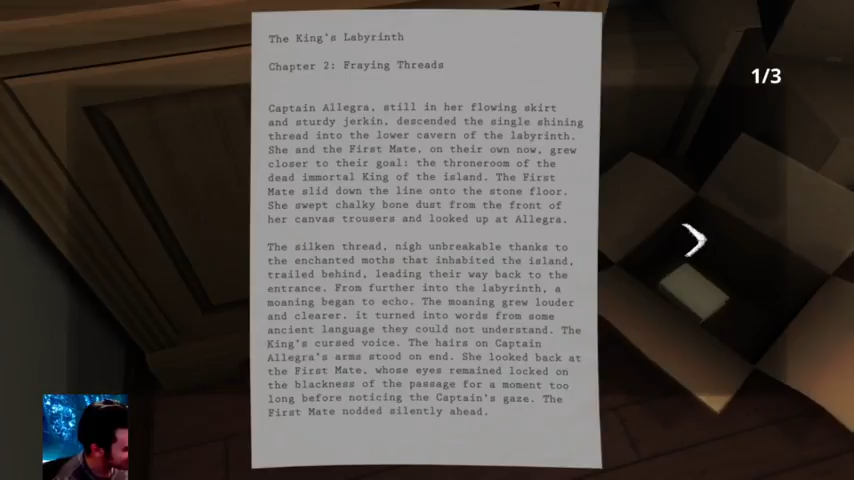 The King's Labyrinth
Chapter 2: Fraying Threads
Captain Allegra, still in her flowing skirt
and sturdy jerkin, descended the single shining
thread into the lower cavern of the labyrinth.
She and the First Mate, on their own now, grew
closer to their goal: the throneroom of the
dead immortal King of the island. The First
Mate slid down the line onto the stone floor.
She swept chalky bone dust from the front of
her canvas trousers and looked up at Allegra.
The silken thread, nigh unbreakable thanks to
the enchanted moths that inhabited the island,
trailed behind, leading their way back to the
entrance. From further into the labyrinth, a
moaning began to echo. The moaning grew louder
and clearer. it turned into words from some
ancient language they could not understand. The
King's cursed voice. The hairs on Captain
Allegra's arms stood on end. She looked back at
the First Mate, whose eyes remained locked on
the blackness of the passage for a moment too
long before noticing the Captain's gaze. The
First Mate nodded silently ahead.
1/3